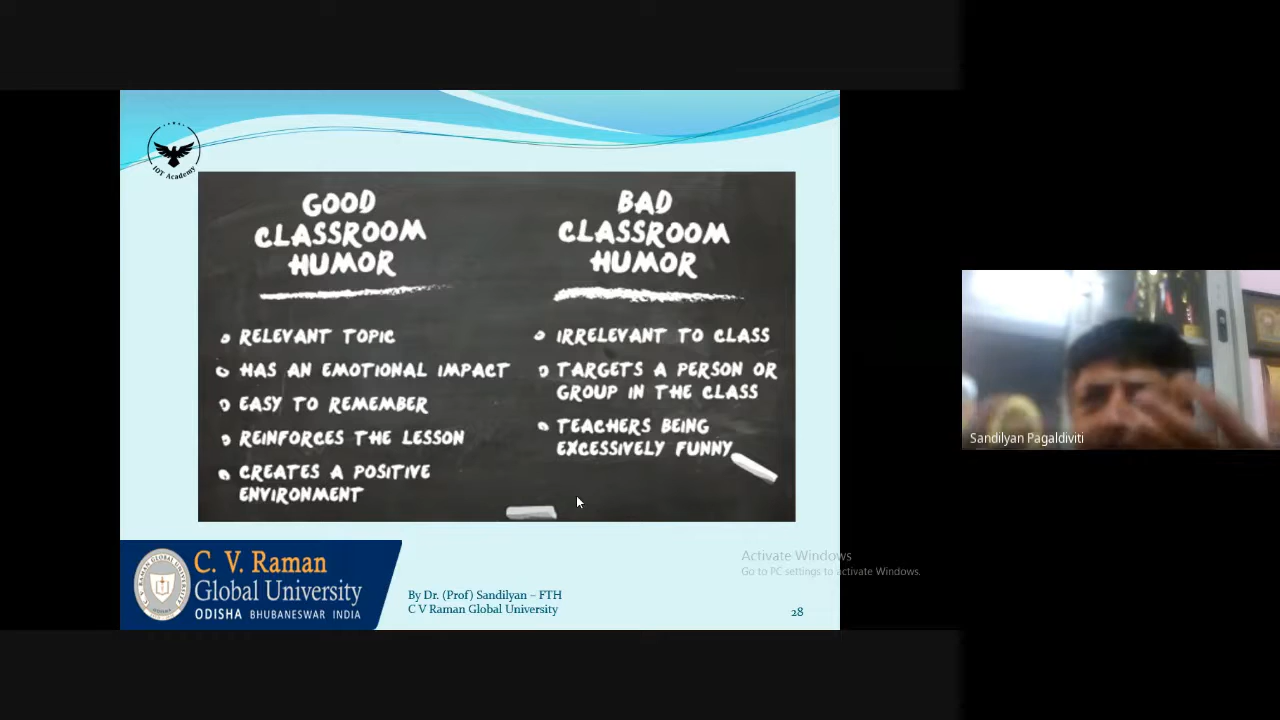 IOT Academy
GOOD
CLASSROOM
HUMOR
RELEVANT TOPIC
HAS AN EMOTIONAL IMPACT
EASY TO REMEMBER
REINFORCES THE LESSON
CREATES A POSITIVE
ENVIRONMENT
BAD
CLASSROOM
HUMOR
IRRELEVANT TO CLASS
TARGETS A PERSON OR
GROUP IN THE CLASS
TEACHERS BEING
EXCESSIVELY FUNNY
C. V. Raman
Global University
ODISHA BHUBANESWAR INDIA
By Dr. (Prof) Sandilyan – FTH
C V Raman Global University
28
Activate Windows
Go to PC settings to activate Windows.
Sandilyan Pagaldiviti